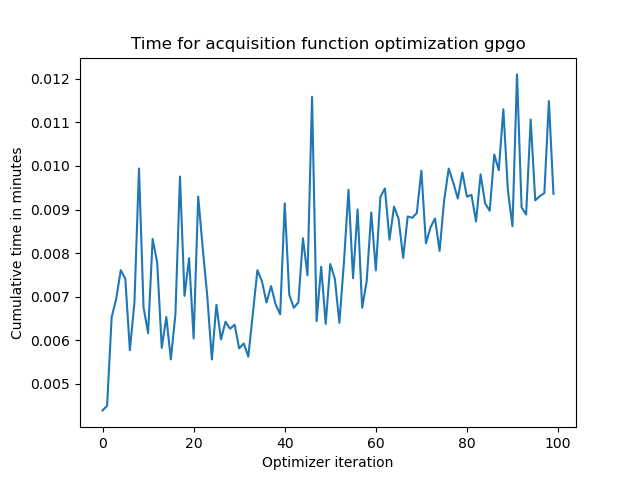 Time for acquisition function optimization gpgo
0.012
0.011
0.010
0.009
0.008
0.007
0.006
0.005
Cumulative time in minutes
0 20 40 60 80 100
Optimizer iteration